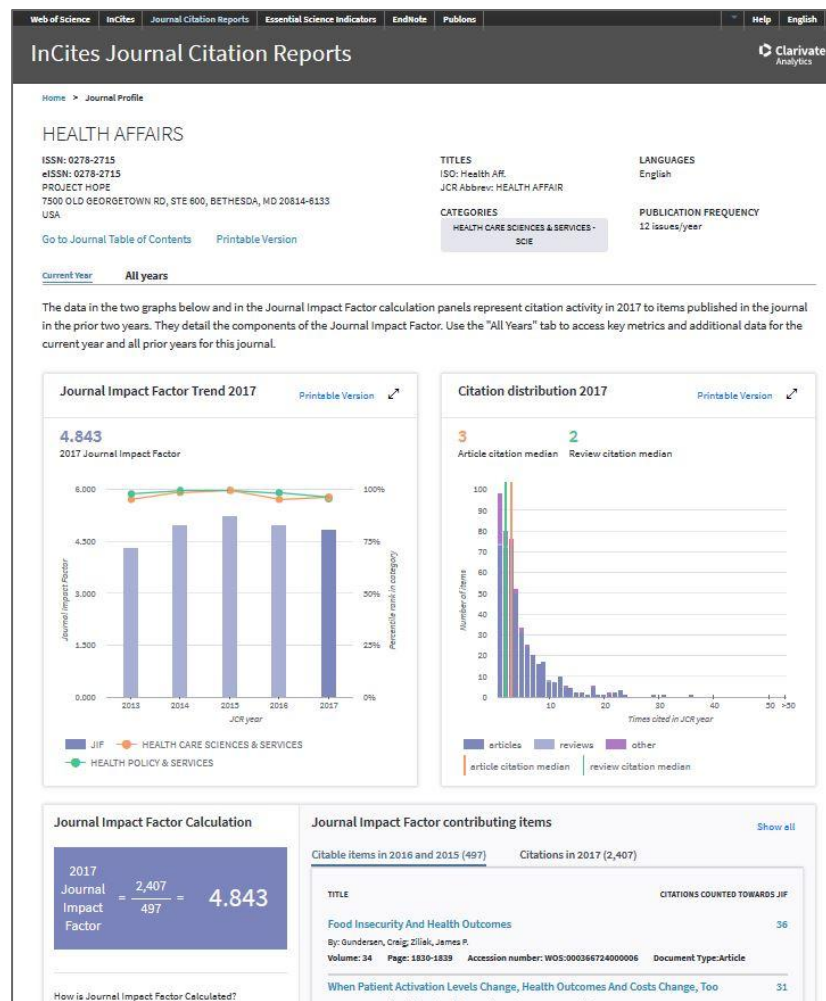 Web of Science InCites Journal Citation Reports Essential Science Indicators EndNote Publons Help English
InCites Journal Citation Reports
Clarivate
Analytics
Home > Journal Profile
HEALTH AFFAIRS
ISSN: 0278-2715
eISSN: 0278-2715
PROJECT HOPE
7500 OLD GEORGETOWN RD, STE 600, BETHESDA, MD 20814-6133
USA
Go to Journal Table of Contents Printable Version
TITLES
ISO: Health Aff.
JCR Abbrev: HEALTH AFFAIR
CATEGORIES
HEALTH CARE SCIENCES & SERVICES -
SCIE
LANGUAGES
English
PUBLICATION FREQUENCY
12 issues/year
Current Year All years
The data in the two graphs below and in the Journal Impact Factor calculation panels represent citation activity in 2017 to items published in the journal
in the prior two years. They detail the components of the Journal Impact Factor. Use the "All Years" tab to access key metrics and additional data for the
current year and all prior years for this journal.
Journal Impact Factor Trend 2017 Printable Version
4.843
2017 Journal Impact Factor
6.000 100%
4.500 75%
3.000 50%
1.500 25%
0.000 0%
Journal Impact Factor
Percentile rank in category
2013 2014 2015 2016 2017
JCR year
JIF HEALTH CARE SCIENCES & SERVICES
HEALTH POLICY & SERVICES
Citation distribution 2017 Printable Version
3 2
Article citation median Review citation median
100
90
80
70
60
50
40
30
20
10
0
Number of items
10 20 30 40 50 >50
Times cited in JCR year
articles reviews other
article citation median review citation median
Journal Impact Factor Calculation
2017
Journal
Impact
Factor
= 2,407
497 = 4.843
How is Journal Impact Factor Calculated?
Journal Impact Factor contributing items Show all
Citable items in 2016 and 2015 (497) Citations in 2017 (2,407)
TITLE CITATIONS COUNTED TOWARDS JIF
Food Insecurity And Health Outcomes 36
By: Gundersen, Craig; Ziliak, James P.
Volume: 34 Page: 1830-1839 Accession number: WOS:000366724000006 Document Type:Article
When Patient Activation Levels Change, Health Outcomes And Costs Change, Too 31